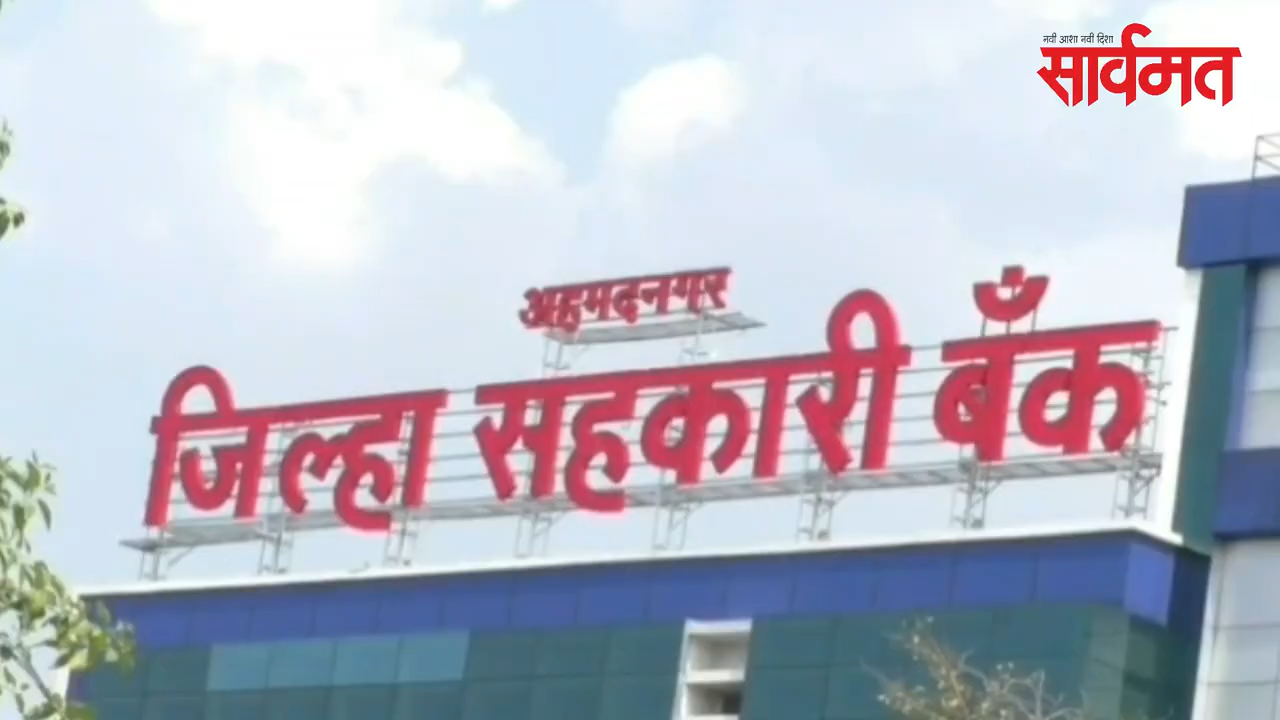 नवी आशा नवी दिशा
सार्वमत
अहमदनगर
जिल्हा सहकारी बँक